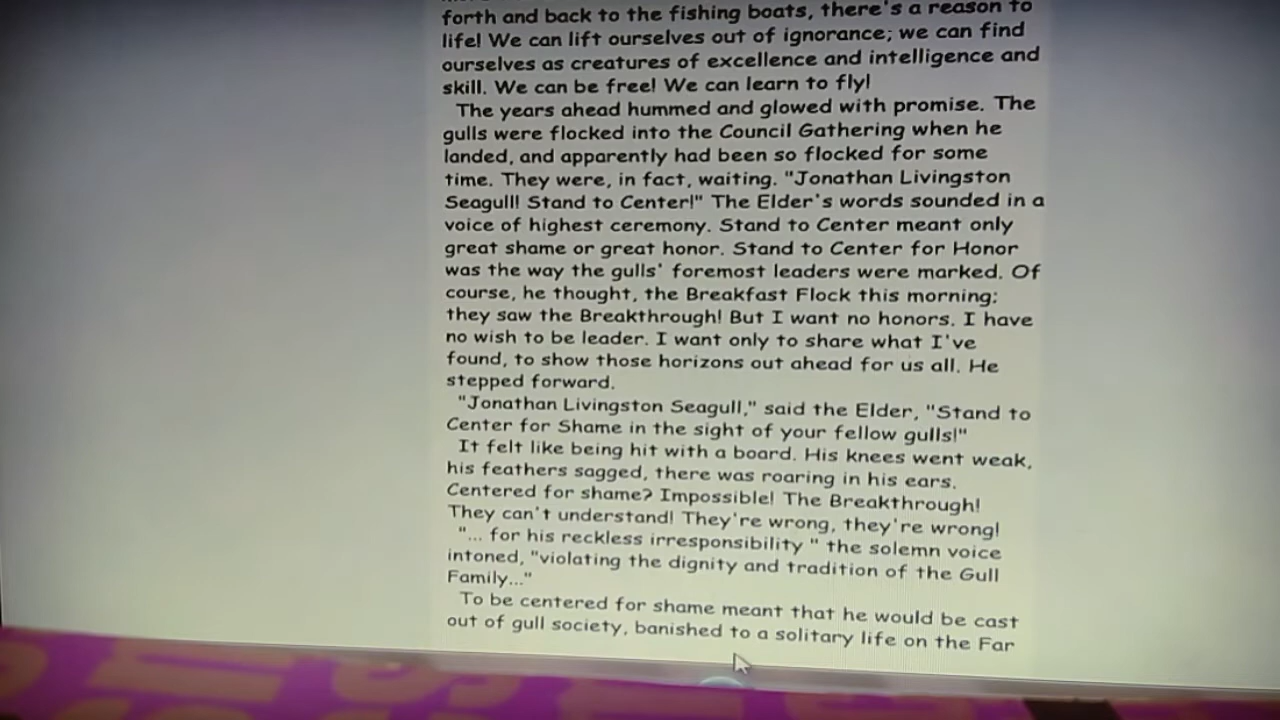 forth and back to the fishing boats, there's a reason to
life! We can lift ourselves out of ignorance; we can find
ourselves as creatures of excellence and intelligence and
skill. We can be free! We can learn to fly!
The years ahead hummed and glowed with promise. The
gulls were flocked into the Council Gathering when he
landed, and apparently had been so flocked for some
time. They were, in fact, waiting. "Jonathan Livingston
Seagull! Stand to Center!" The Elder's words sounded in a
voice of highest ceremony. Stand to Center meant only
great shame or great honor. Stand to Center for Honor
was the way the gulls' foremost leaders were marked. Of
course, he thought, the Breakfast Flock this morning;
they saw the Breakthrough! But I want no honors. I have
no wish to be leader. I want only to share what I've
found, to show those horizons out ahead for us all. He
stepped forward.
"Jonathan Livingston Seagull," said the Elder, "Stand to
Center for Shame in the sight of your fellow gulls!"
It felt like being hit with a board. His knees went weak,
his feathers sagged, there was roaring in his ears.
Centered for shame? Impossible! The Breakthrough!
They can't understand! They're wrong, they're wrong!
"... for his reckless irresponsibility " the solemn voice
intoned, "violating the dignity and tradition of the Gull
Family..."
To be centered for shame meant that he would be cast
out of gull society, banished to a solitary life on the Far